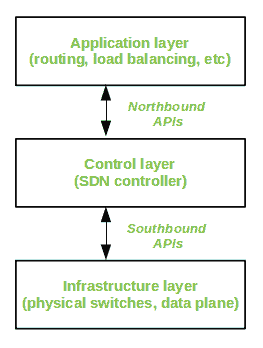 Application layer
(routing, load balancing, etc)
Northbound
APIs
Control layer
(SDN controller)
Southbound
APIs
Infrastructure layer
(physical switches, data plane)